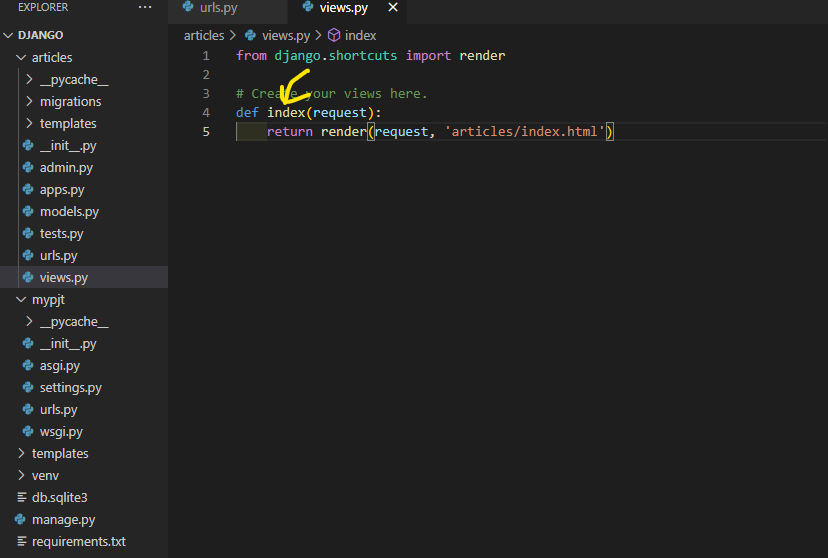 EXPLORER
DJANGO
articles
__pycache__
migrations
templates
__init__.py
admin.py
apps.py
models.py
tests.py
urls.py
views.py
mypjt
__pycache__
__init__.py
asgi.py
settings.py
urls.py
wsgi.py
templates
venv
db.sqlite3
manage.py
requirements.txt
urls.py
views.py
articles > views.py > index
1 from django.shortcuts import render
2
3 # Create your views here.
4 def index(request):
5 return render(request, 'articles/index.html')